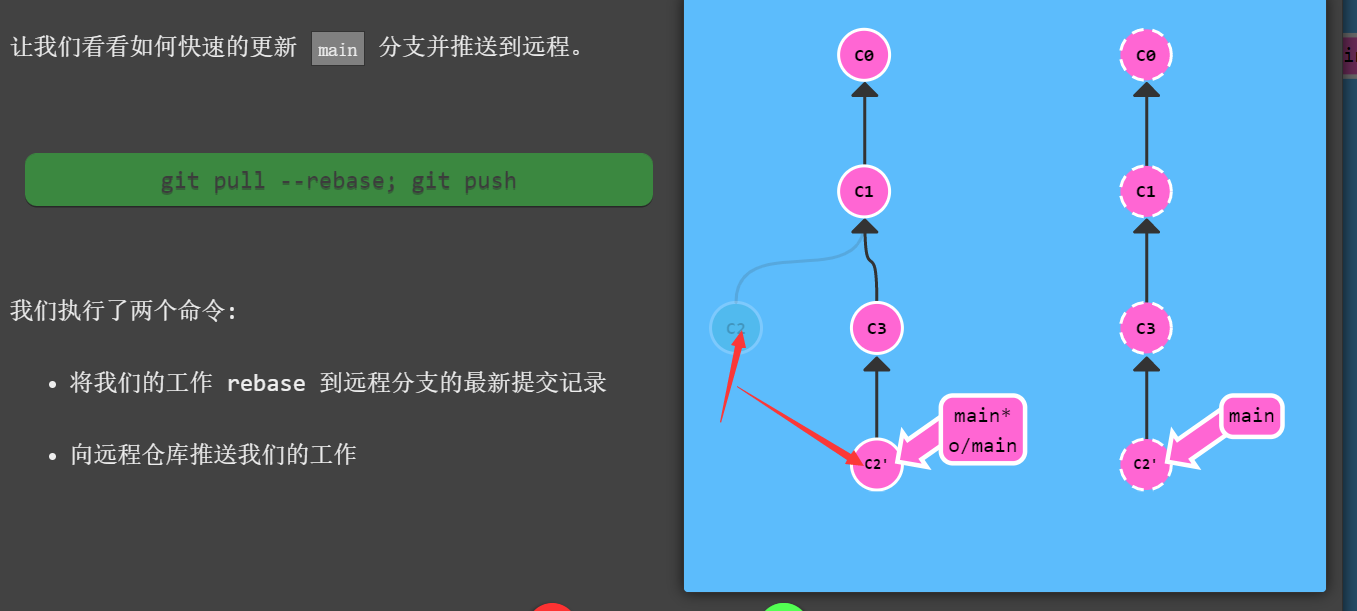 让我们看看如何快速的更新 main 分支并推送到远程。
git pull --rebase; git push
我们执行了两个命令:
• 将我们的工作 rebase 到远程分支的最新提交记录
• 向远程仓库推送我们的工作
C0
C1
C2
C3
main*
o/main
C2'
C0
C1
C3
main
C2'